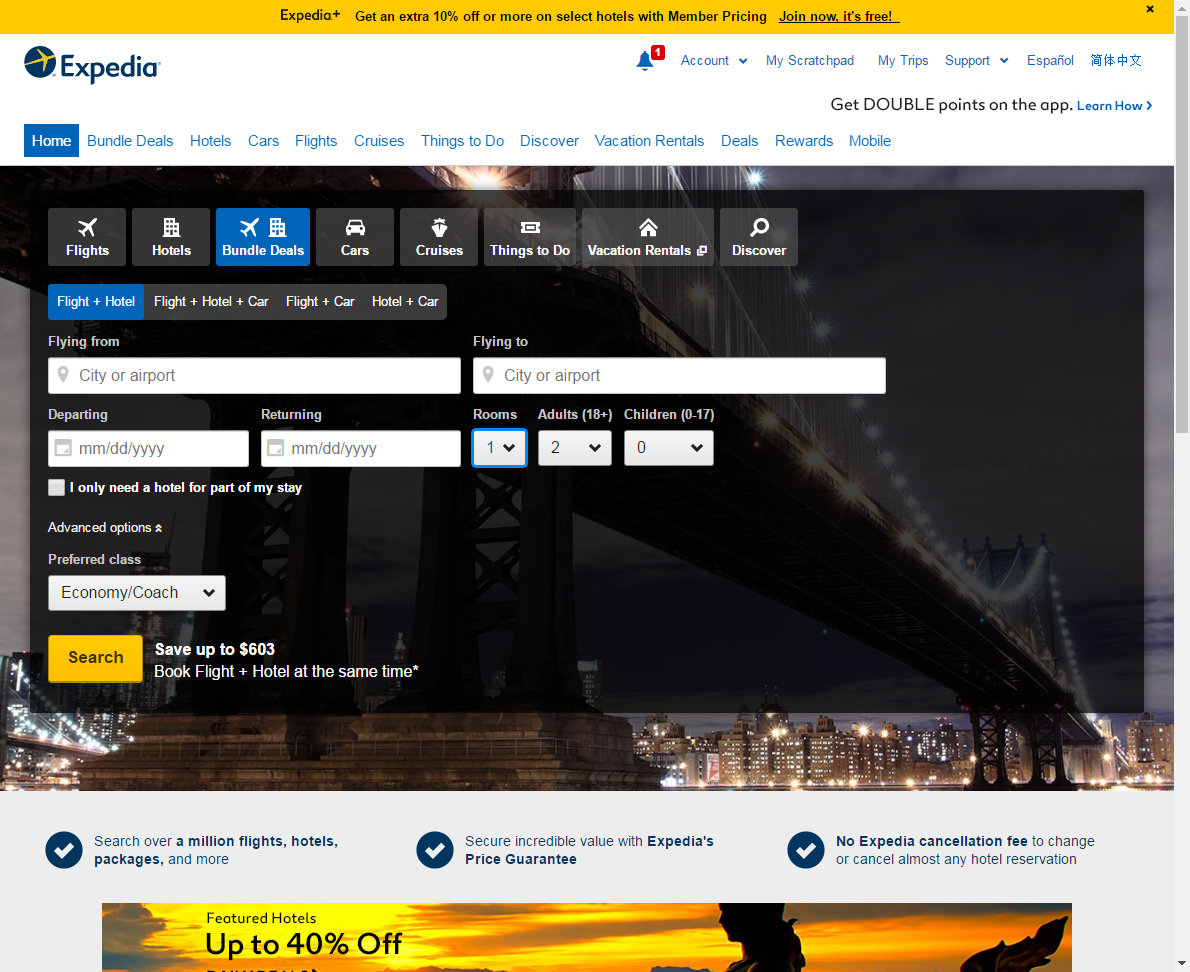 Expedia+ Get an extra 10% off or more on select hotels with Member Pricing Join now, it's free!
Expedia
1 Account My Scratchpad My Trips Support Español 简体中文
Get DOUBLE points on the app. Learn How
Home Bundle Deals Hotels Cars Flights Cruises Things to Do Discover Vacation Rentals Deals Rewards Mobile
Flights Hotels Bundle Deals Cars Cruises Things to Do Vacation Rentals Discover
Flight + Hotel Flight + Hotel + Car Flight + Car Hotel + Car
Flying from Flying to
City or airport City or airport
Departing Returning Rooms Adults (18+) Children (0-17)
mm/dd/yyyy mm/dd/yyyy 1 2 0
I only need a hotel for part of my stay
Advanced options
Preferred class
Economy/Coach
Search
Save up to $603
Book Flight + Hotel at the same time*
Search over a million flights, hotels,
packages, and more
Secure incredible value with Expedia's
Price Guarantee
No Expedia cancellation fee to change
or cancel almost any hotel reservation
Featured Hotels
Up to 40% Off